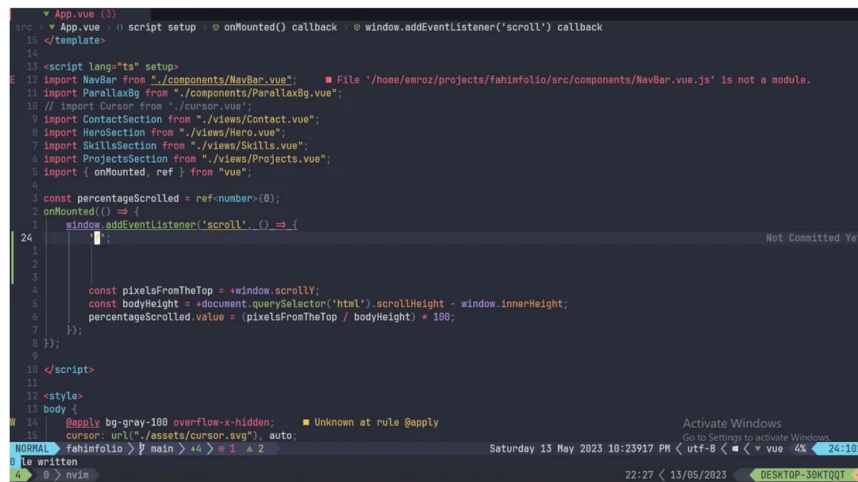 ▼ App.vue (3)
src > ▼ App.vue > script setup > onMounted() callback > window.addEventListener('scroll') callback
15 </template>
14
13 <script lang="ts" setup>
E 12 import NavBar from "./components/NavBar.vue"; ■ File '/home/emroz/projects/fahimfolio/src/components/NavBar.vue.js' is not a module.
11 import ParallaxBg from "./components/ParallaxBg.vue";
10 // import Cursor from './cursor.vue';
9 import ContactSection from "./views/Contact.vue";
8 import HeroSection from "./views/Hero.vue";
7 import SkillsSection from "./views/Skills.vue";
6 import ProjectsSection from "./views/Projects.vue";
5 import { onMounted, ref } from "vue";
4
3 const percentageScrolled = ref<number>(0);
2 onMounted(() => {
1 window.addEventListener('scroll', () => {
24 ' '; Not Committed Ye
1
2
3
4 const pixelsFromTheTop = +window.scrollY;
5 const bodyHeight = +document.querySelector('html').scrollHeight - window.innerHeight;
6 percentageScrolled.value = (pixelsFromTheTop / bodyHeight) * 100;
7 });
8 });
9
10 </script>
11
12 <style>
13 body {
W 14 @apply bg-gray-100 overflow-x-hidden; ■ Unknown at rule @apply
15 cursor: url("./assets/cursor.svg"), auto;
Activate Windows
Go to Settings to activate Windows.
NORMAL fahimfolio main +4 1 2 Saturday 13 May 2023 10:23917 PM utf-8 vue 4% 24:10
le written
4 0 nvim 22:27 13/05/2023 DESKTOP-30KTQQT